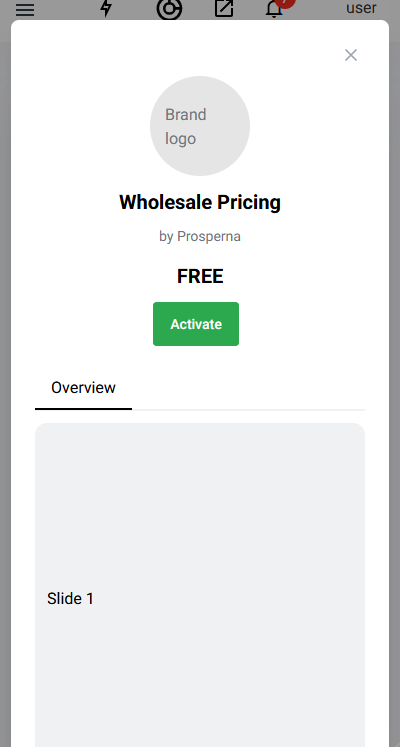 user
Brand
logo
Wholesale Pricing
by Prosperna
FREE
Activate
Overview
Slide 1